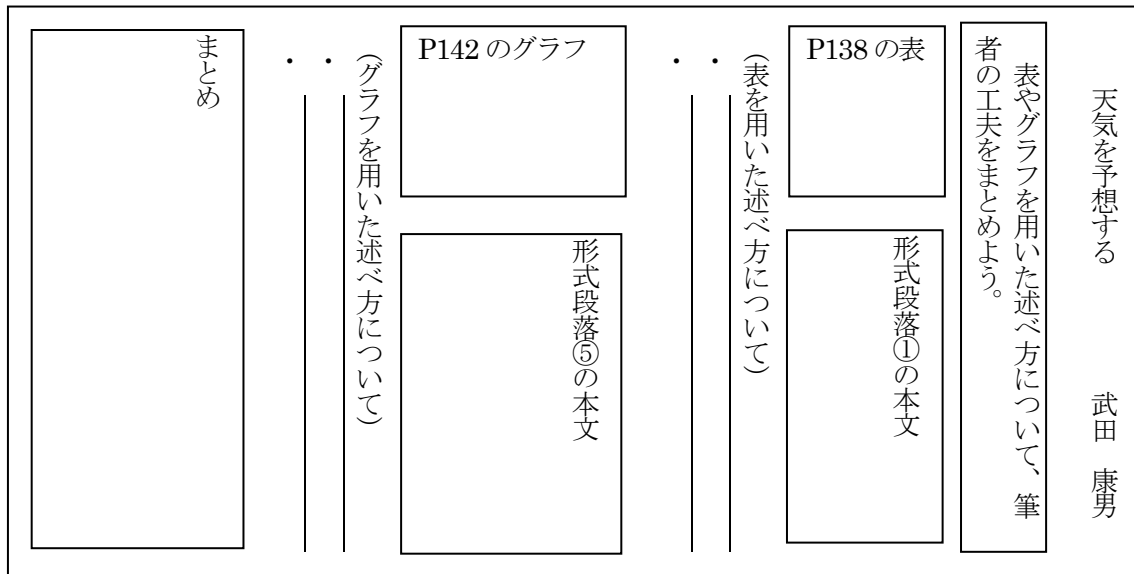 天気を予想する　武田　康男
表やグラフを用いた述べ方について、筆
者の工夫をまとめよう。
P138の表
形式段落①の本文
（表を用いた述べ方について）
・
・
P142のグラフ
形式段落⑤の本文
（グラフを用いた述べ方について）
・
・
まとめ